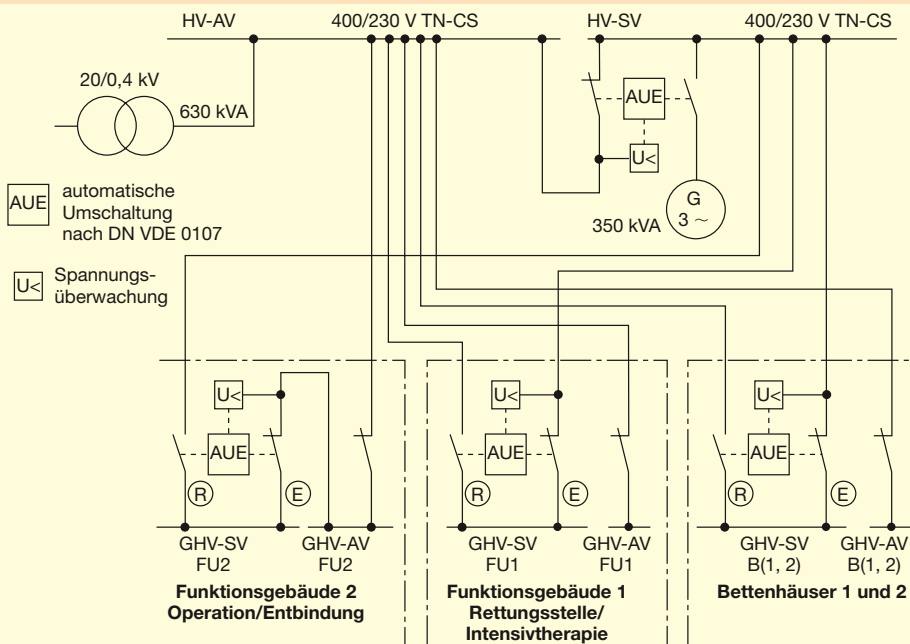 HV-AV
400/230 V TN-CS
HV-SV
400/230 V TN-CS
20/0,4 kV
630 kVA
AUE
U<
G
3 ~
350 kVA
AUE
automatische
Umschaltung
nach DN VDE 0107
U<
Spannungs-
überwachung
U<
AUE
R
E
GHV-SV
FU2
GHV-AV
FU2
Funktionsgebäude 2
Operation/Entbindung
U<
AUE
R
E
GHV-SV
FU1
GHV-AV
FU1
Funktionsgebäude 1
Rettungsstelle/
Intensivtherapie
U<
AUE
R
E
GHV-SV
B(1, 2)
GHV-AV
B(1, 2)
Bettenhäuser 1 und 2